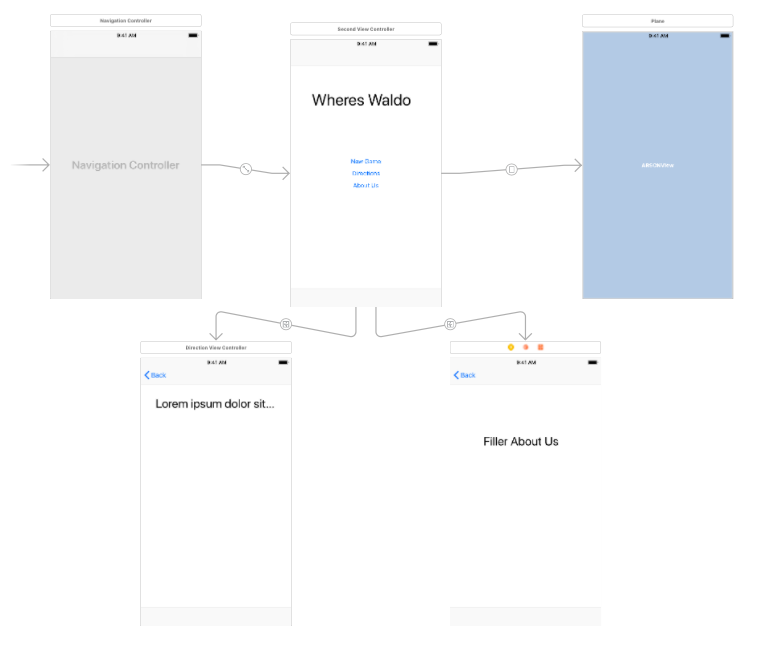 Navigation Controller
9:41 AM
Navigation Controller
Second View Controller
9:41 AM
Wheres Waldo
New Game
Directions
About Us
Plane
9:41 AM
ARSCNView
Direction View Controller
9:41 AM
Back
Lorem ipsum dolor sit...
9:41 AM
Back
Filler About Us